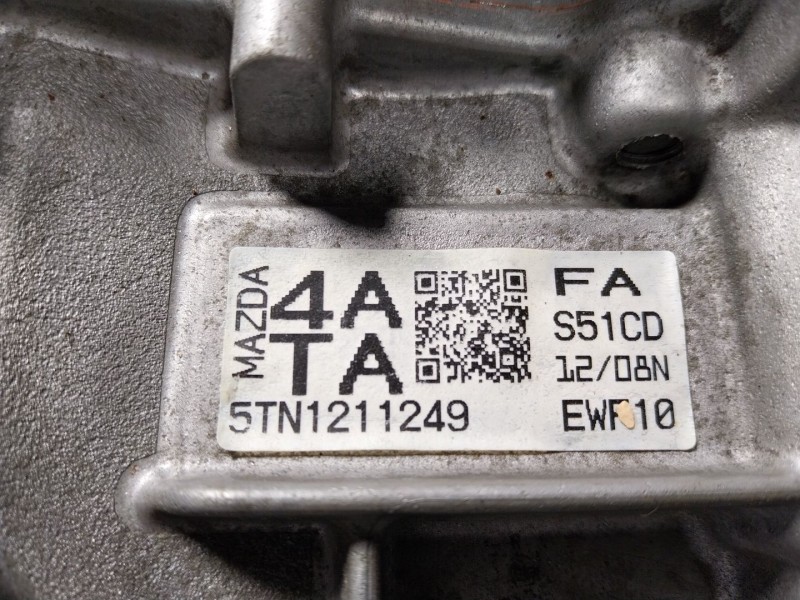 MAZDA
4A
TA
FA
S51CD
12/08N
5TN1211249